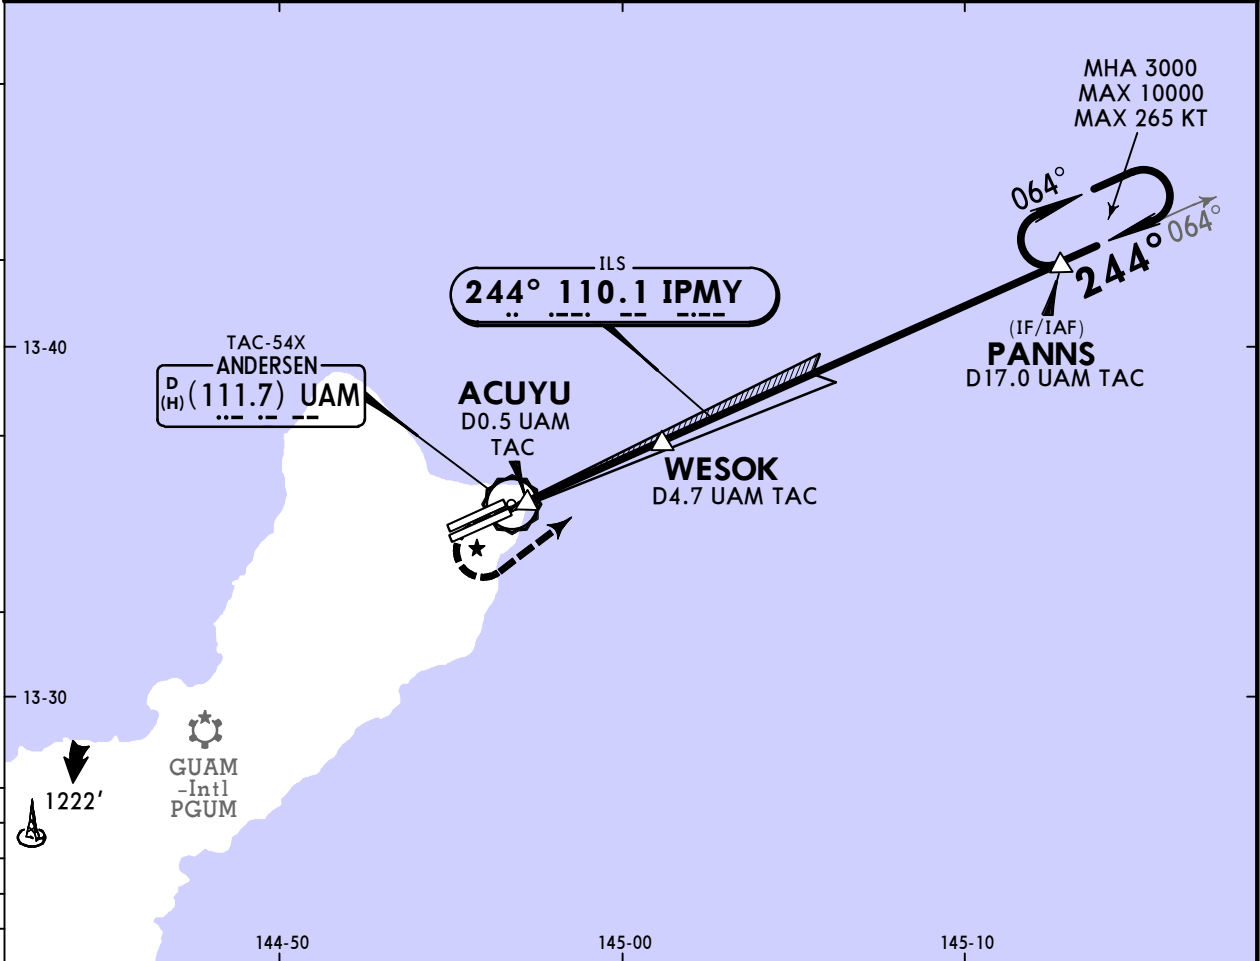 MHA 3000
MAX 10000
MAX 265 KT
064°
064°
244°
(IF/IAF)
PANNS
D17.0 UAM TAC
ILS
244° 110.1 IPMY
TAC-54X
ANDERSEN
D
(H)
(111.7) UAM
ACUYU
D0.5 UAM
TAC
WESOK
D4.7 UAM TAC
13-40
13-30
GUAM
-Intl
PGUM
1222'
144-50
145-00
145-10